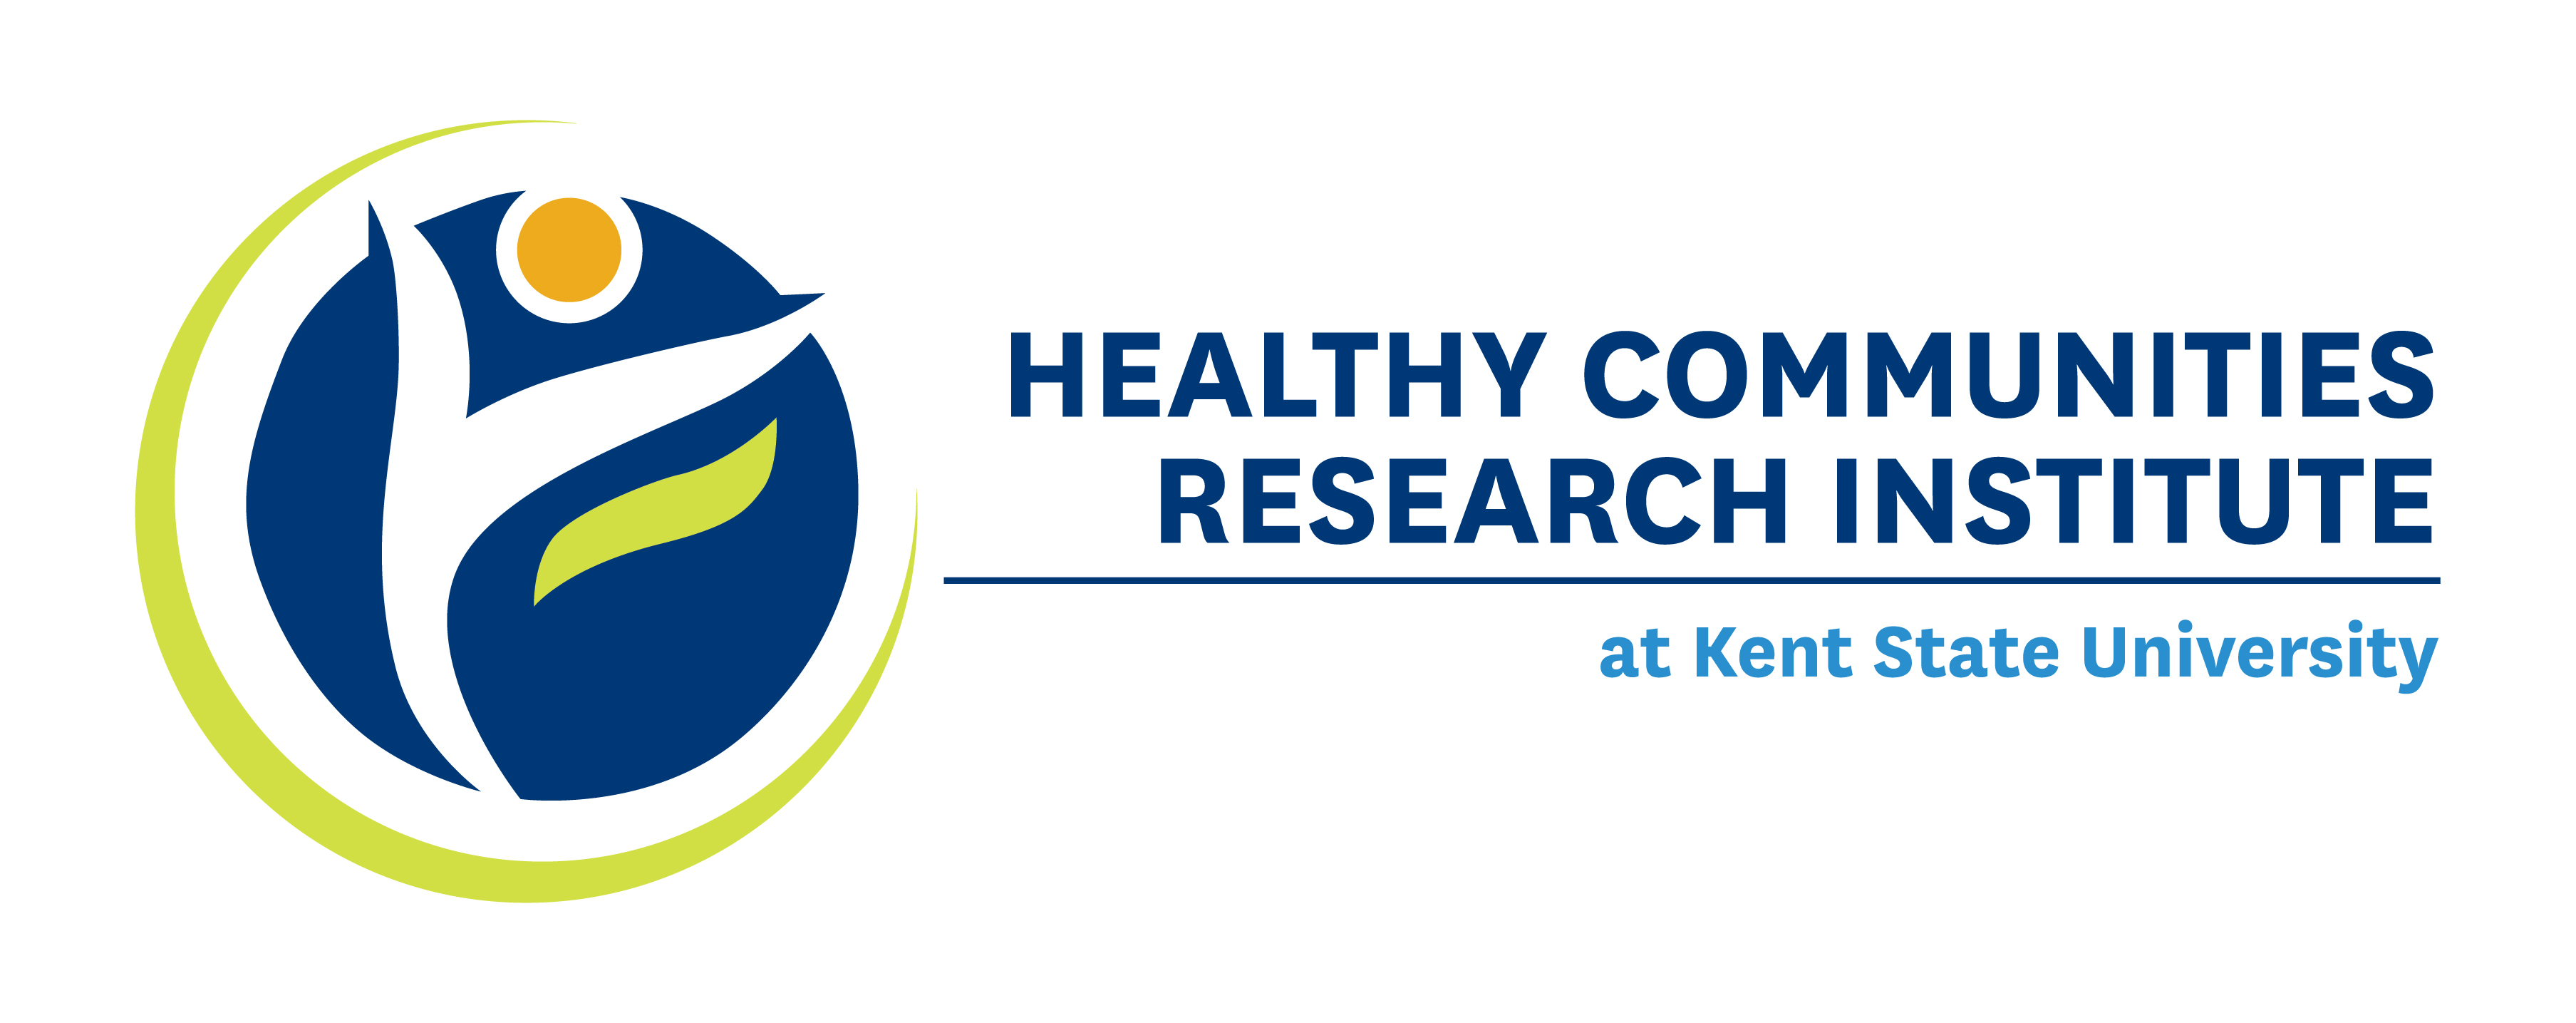 HEALTHY COMMUNITIES
RESEARCH INSTITUTE
at Kent State University